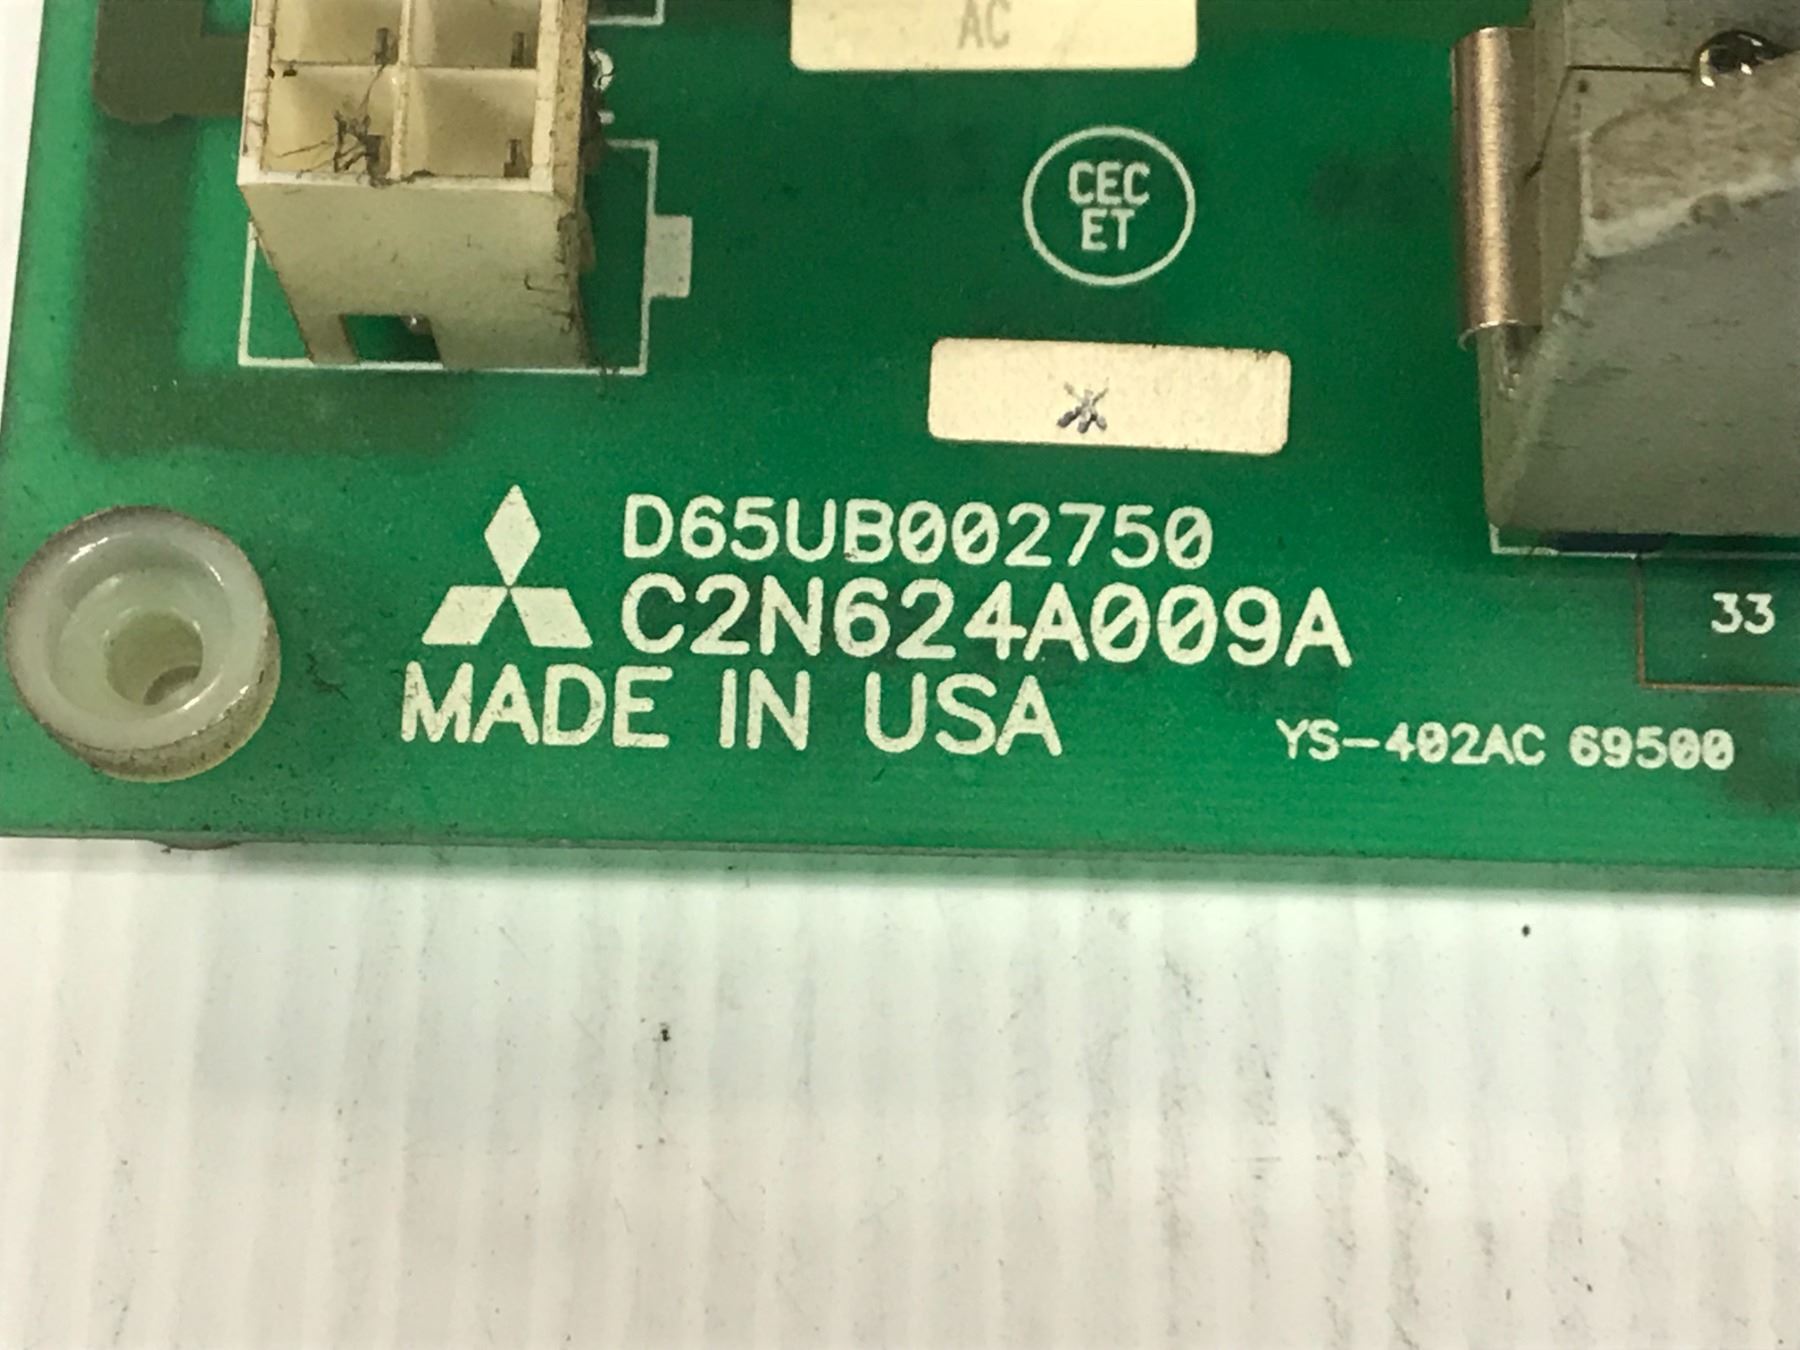 AC
CEC
ET
D65UB002750
C2N624A009A
MADE IN USA
33
YS-402AC 69500